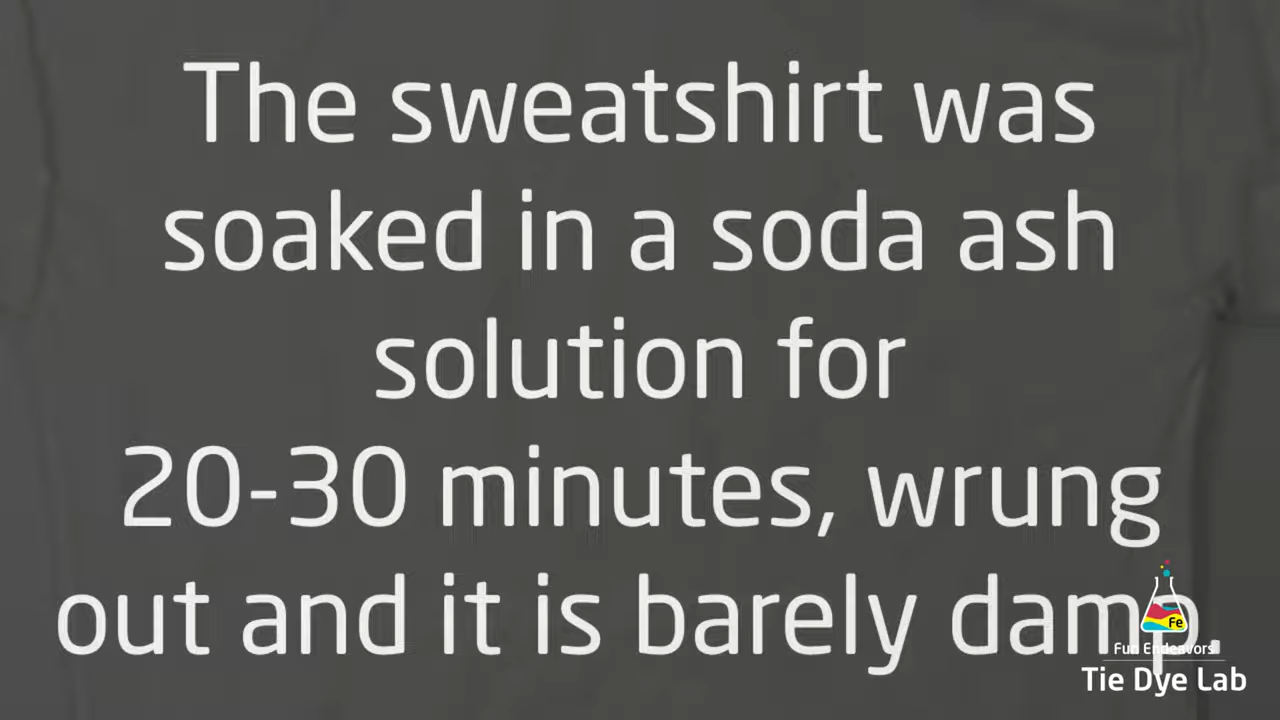 The sweatshirt was
soaked in a soda ash
solution for
20-30 minutes, wrung
out and it is barely damp.
Fe
Fun Endeavors
Tie Dye Lab